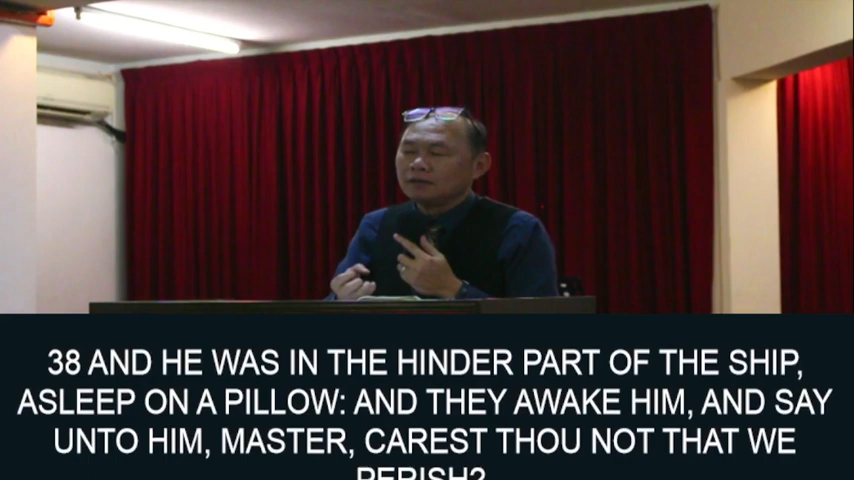 38 AND HE WAS IN THE HINDER PART OF THE SHIP,
ASLEEP ON A PILLOW: AND THEY AWAKE HIM, AND SAY
UNTO HIM, MASTER, CAREST THOU NOT THAT WE
PERISH?